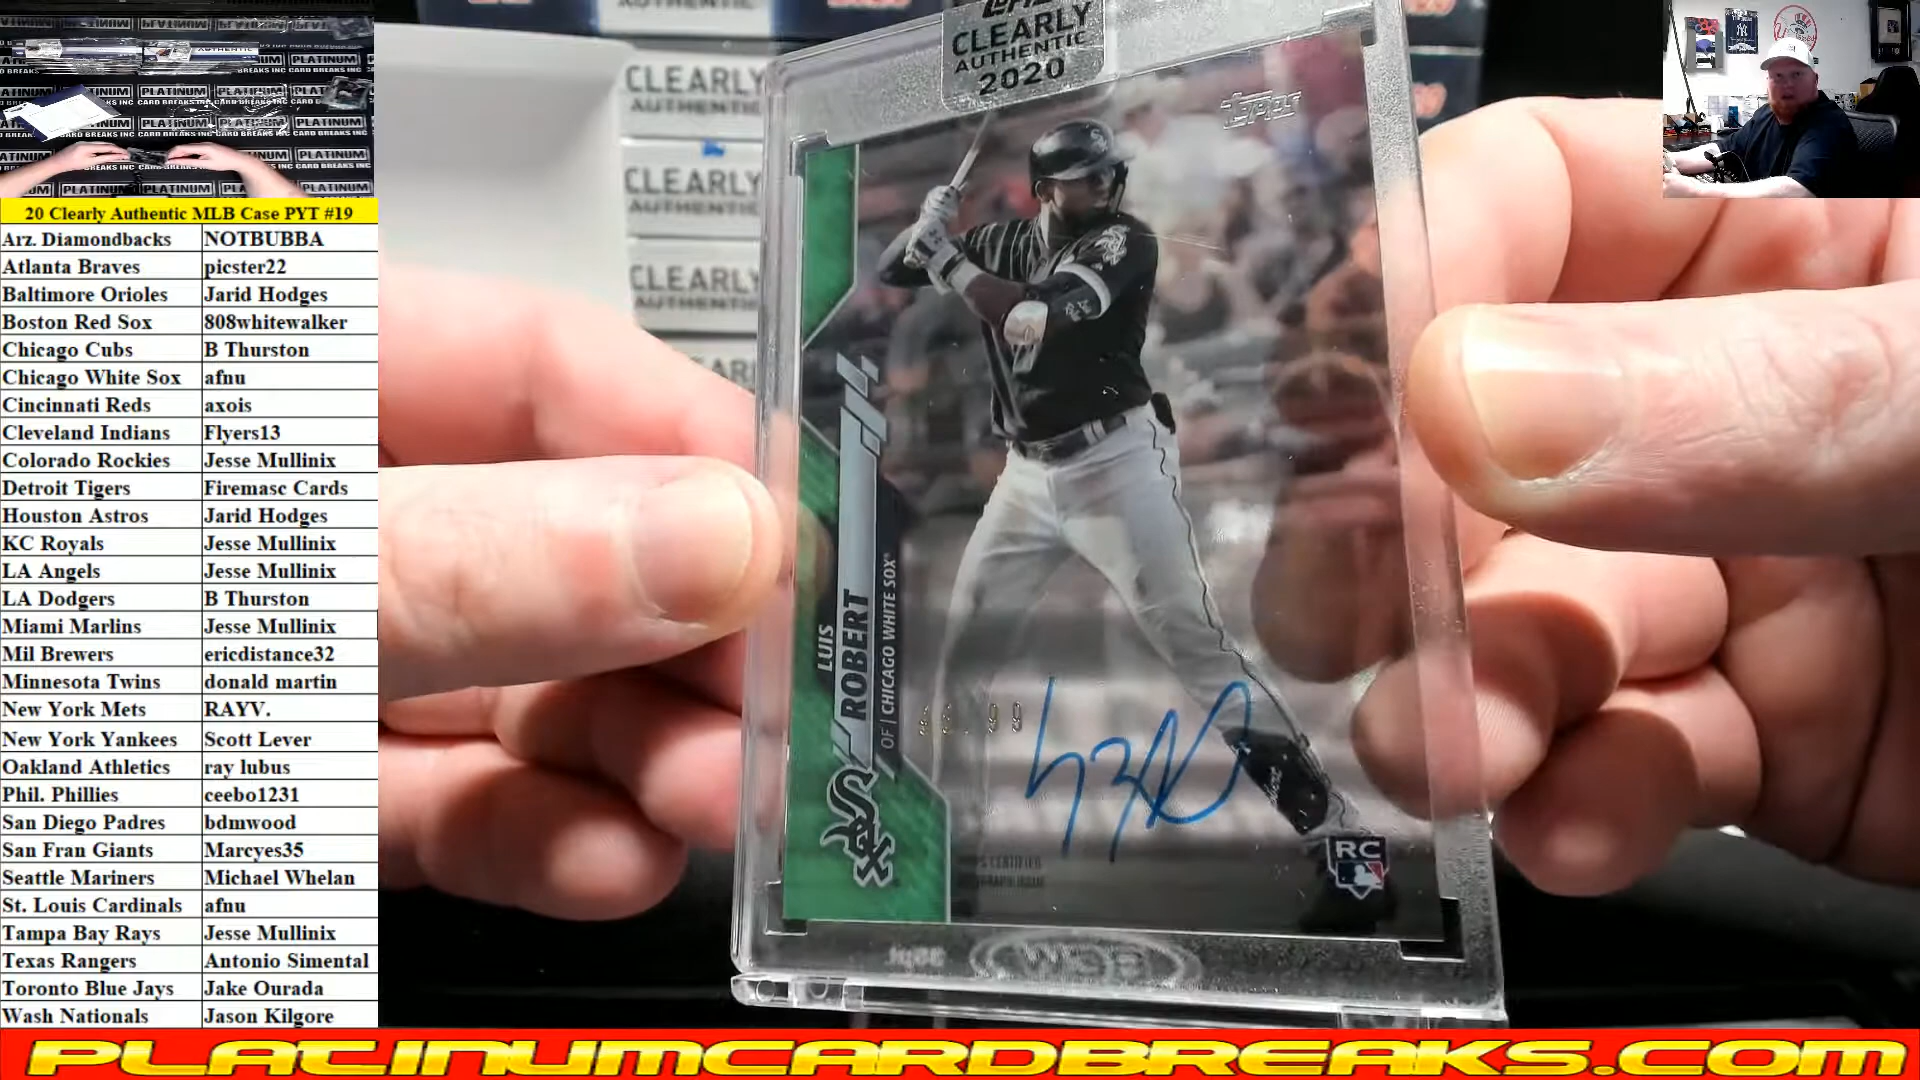 20 Clearly Authentic MLB Case PYT #19
Arz. Diamondbacks NOTBUBBA
Atlanta Braves picster22
Baltimore Orioles Jarid Hodges
Boston Red Sox 808whitewalker
Chicago Cubs B Thurston
Chicago White Sox afnu
Cincinnati Reds axois
Cleveland Indians Flyers13
Colorado Rockies Jesse Mullinix
Detroit Tigers Firemasc Cards
Houston Astros Jarid Hodges
KC Royals Jesse Mullinix
LA Angels Jesse Mullinix
LA Dodgers B Thurston
Miami Marlins Jesse Mullinix
Mil Brewers ericdistance32
Minnesota Twins donald martin
New York Mets RAYV.
New York Yankees Scott Lever
Oakland Athletics ray lubus
Phil. Phillies ceebo1231
San Diego Padres bdmwood
San Fran Giants Marcyes35
Seattle Mariners Michael Whelan
St. Louis Cardinals afnu
Tampa Bay Rays Jesse Mullinix
Texas Rangers Antonio Simental
Toronto Blue Jays Jake Ourada
Wash Nationals Jason Kilgore
CLEARLY
AUTHENTIC
CLEARLY
AUTHENTIC
CLEARLY
AUTHENTIC
CLEARLY
AUTHENTIC
2020
Topps
LUIS
ROBERT
OF | CHICAGO WHITE SOX
SOX
RC
PLATINUM
CARD BREAKS INC
PLATINUMCARDBREAKS.COM